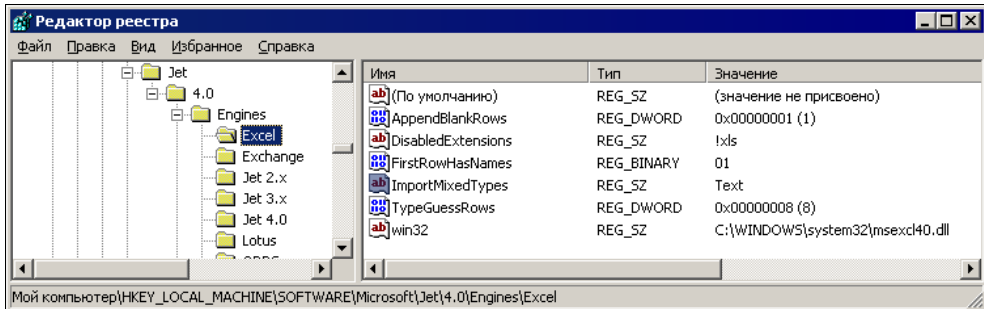 Редактор реестра
Файл Правка Вид Избранное Справка
Jet
4.0
Engines
Excel
Exchange
Jet 2.x
Jet 3.x
Jet 4.0
Lotus
Имя Тип Значение
(По умолчанию) REG_SZ (значение не присвоено)
AppendBlankRows REG_DWORD 0x00000001 (1)
DisabledExtensions REG_SZ !xls
FirstRowHasNames REG_BINARY 01
ImportMixedTypes REG_SZ Text
TypeGuessRows REG_DWORD 0x00000008 (8)
win32 REG_SZ C:\WINDOWS\system32\msexcl40.dll
Мой компьютер\HKEY_LOCAL_MACHINE\SOFTWARE\Microsoft\Jet\4.0\Engines\Excel